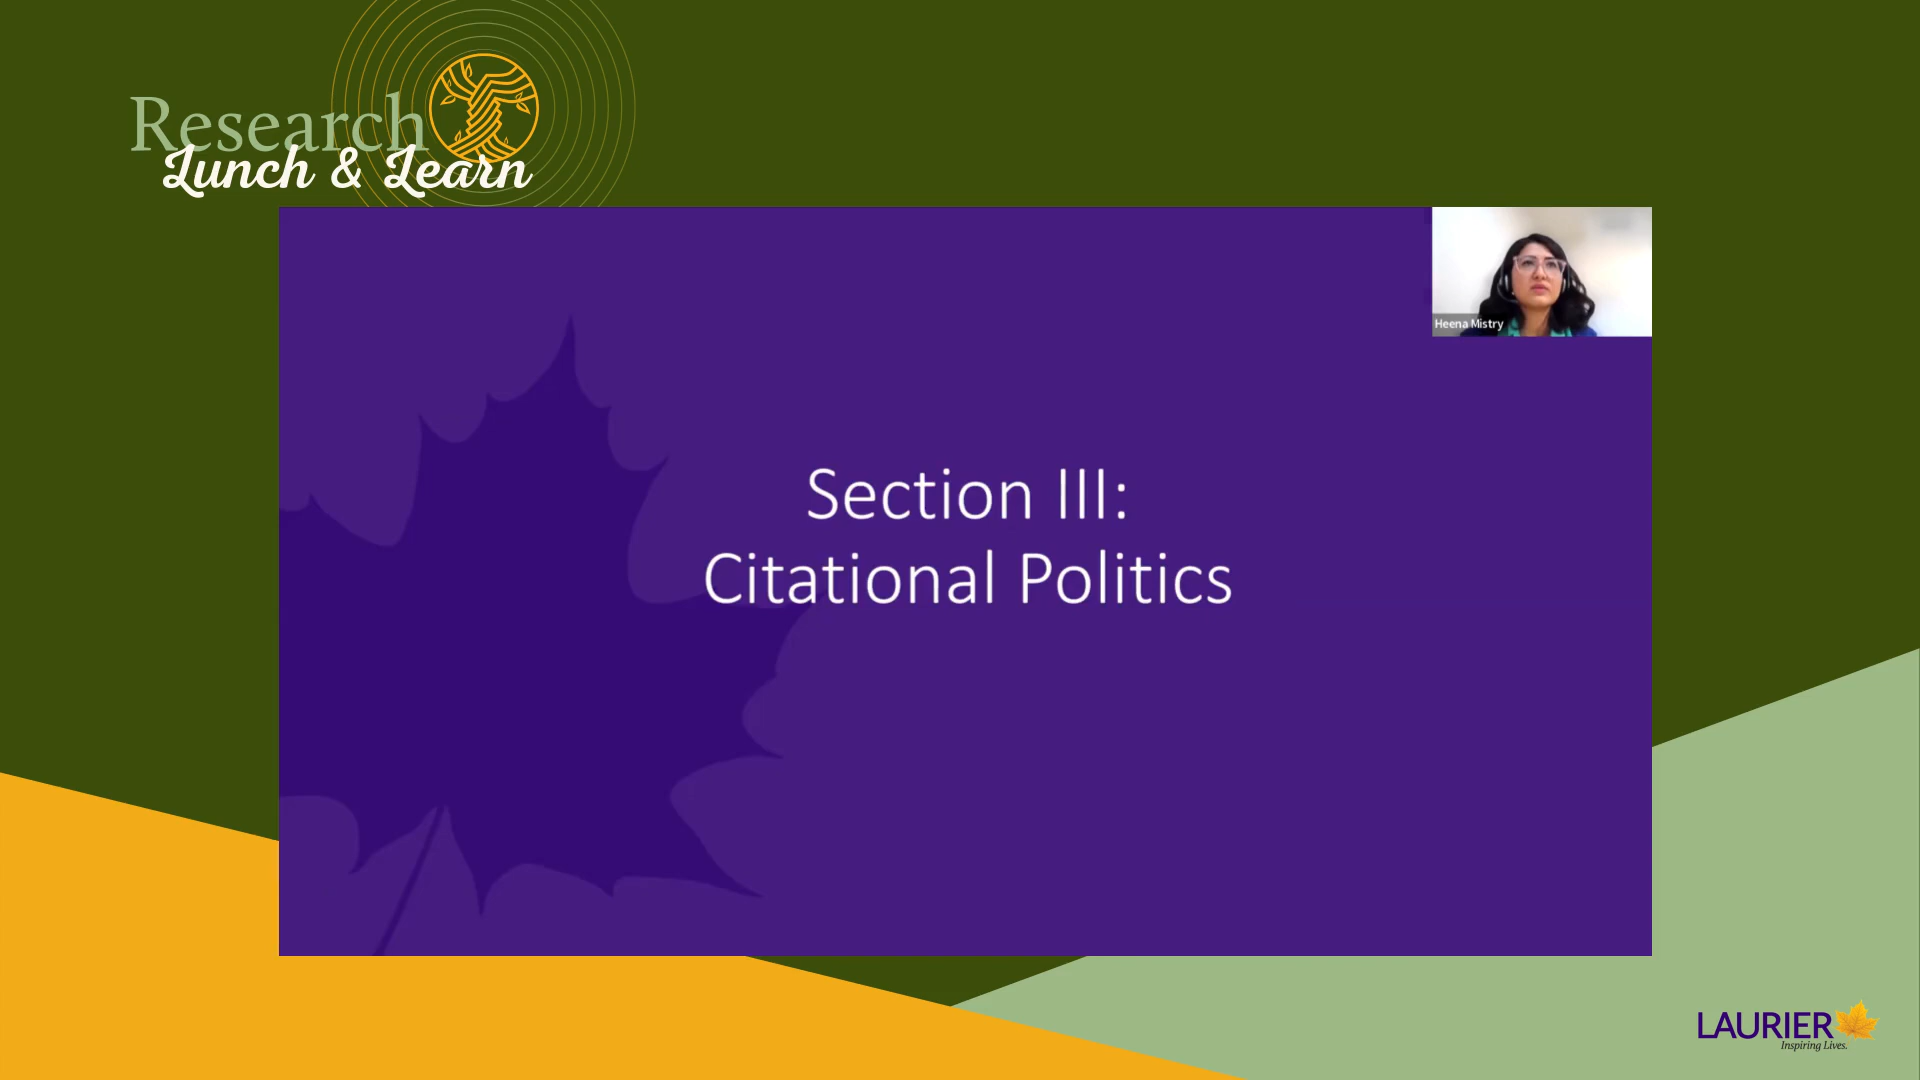 Research
Lunch & Learn
Heena Mistry
Section III:
Citational Politics
LAURIER
Inspiring Lives.